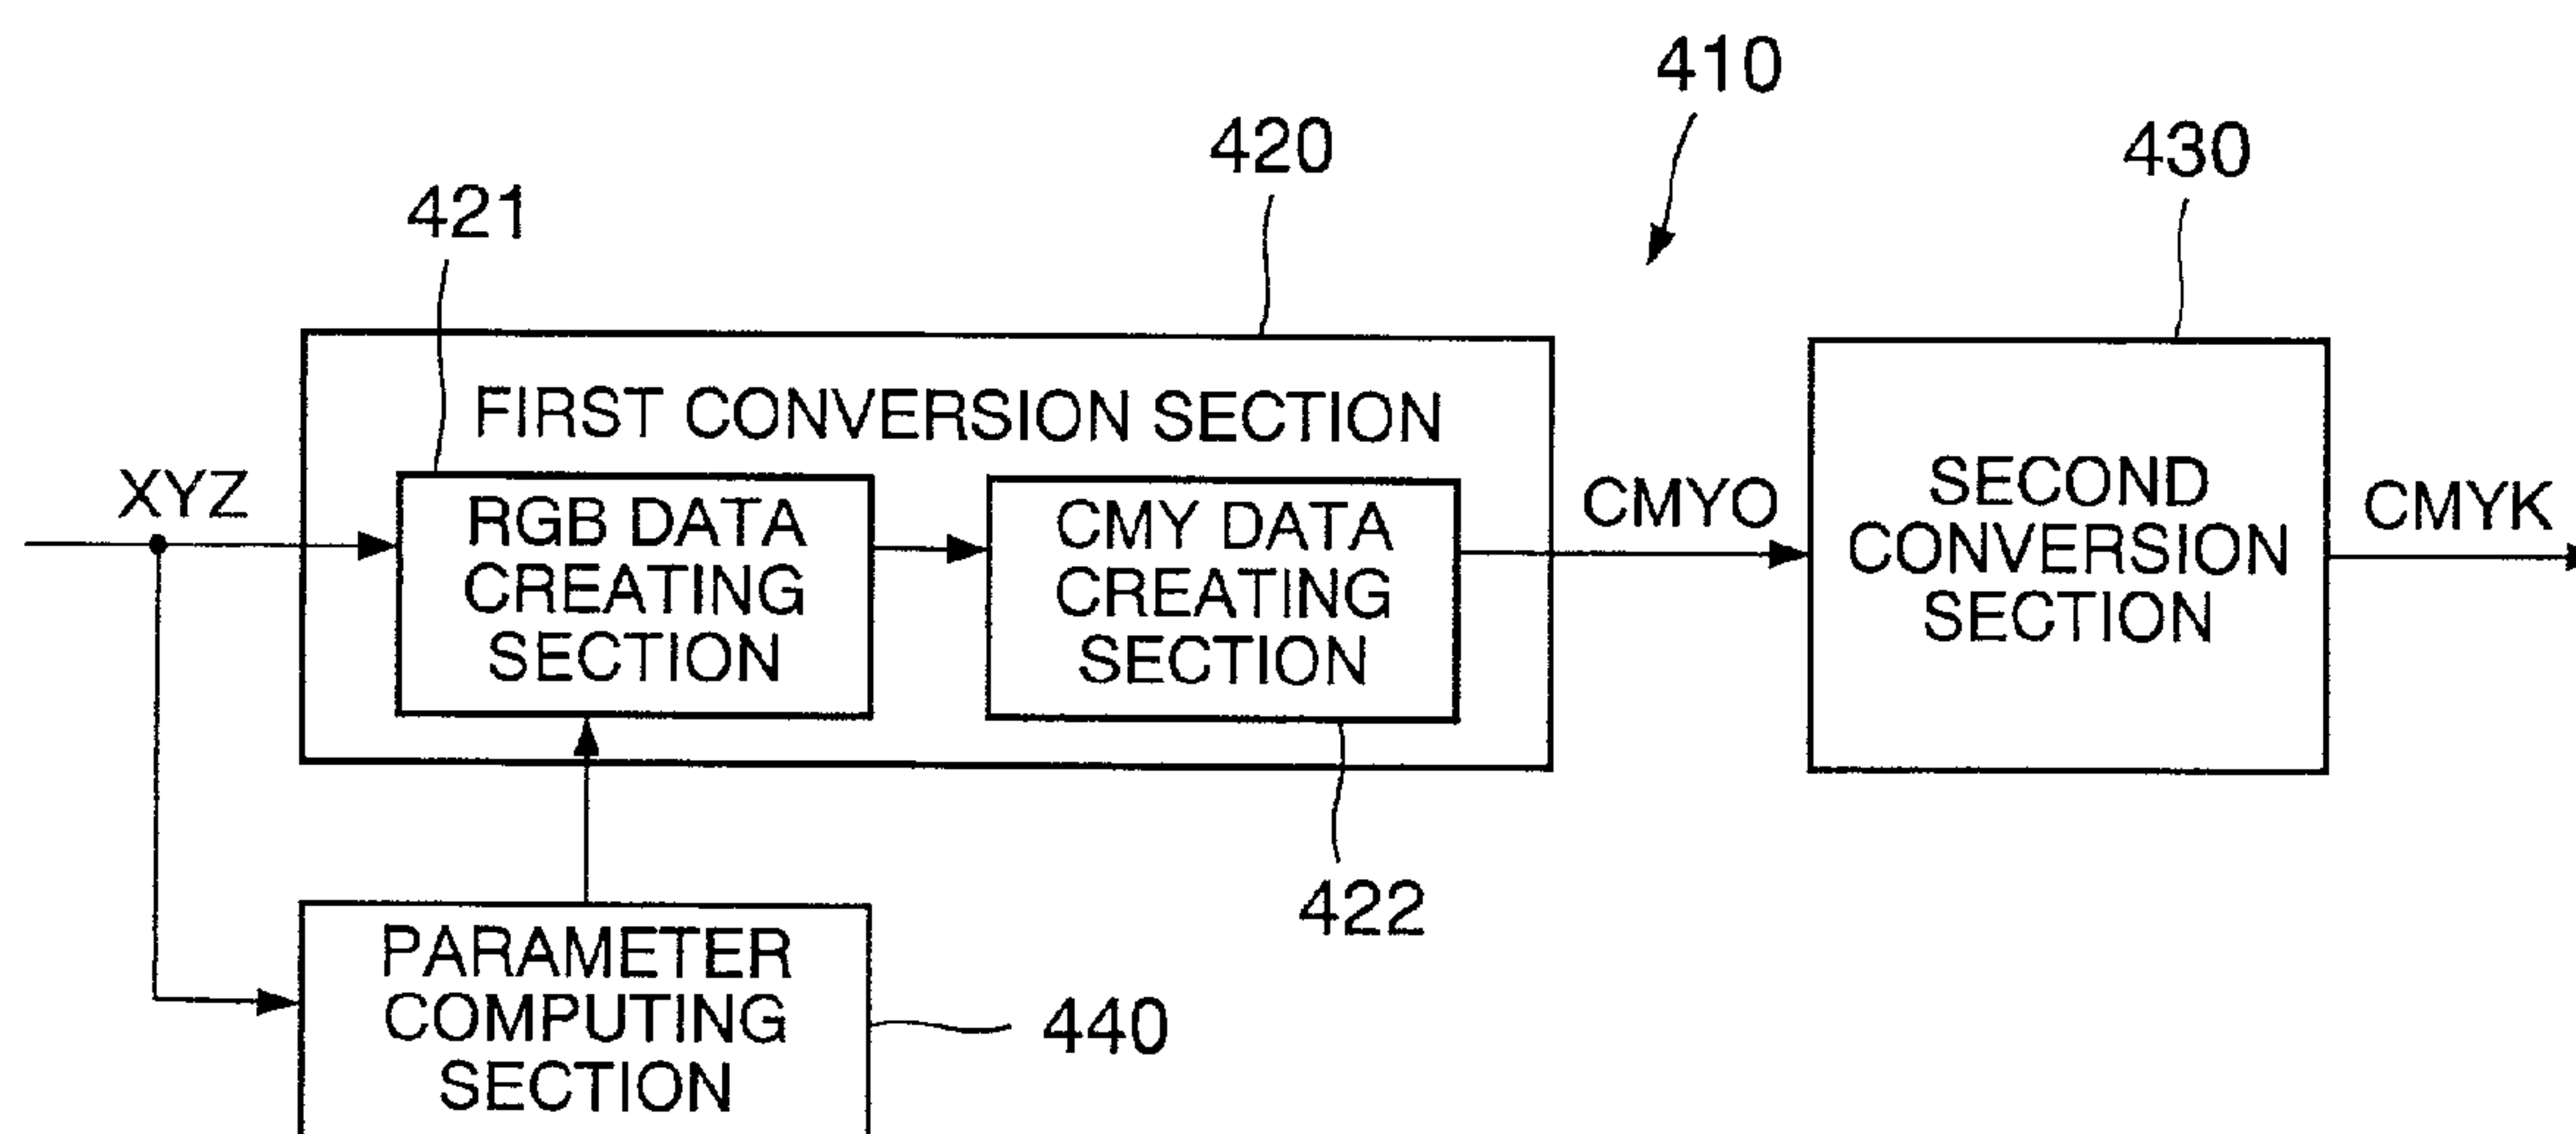 410
420
430
421
FIRST CONVERSION SECTION
XYZ
RGB DATA
CREATING
SECTION
CMY DATA
CREATING
SECTION
CMYO
SECOND
CONVERSION
SECTION
CMYK
422
PARAMETER
COMPUTING
SECTION
440